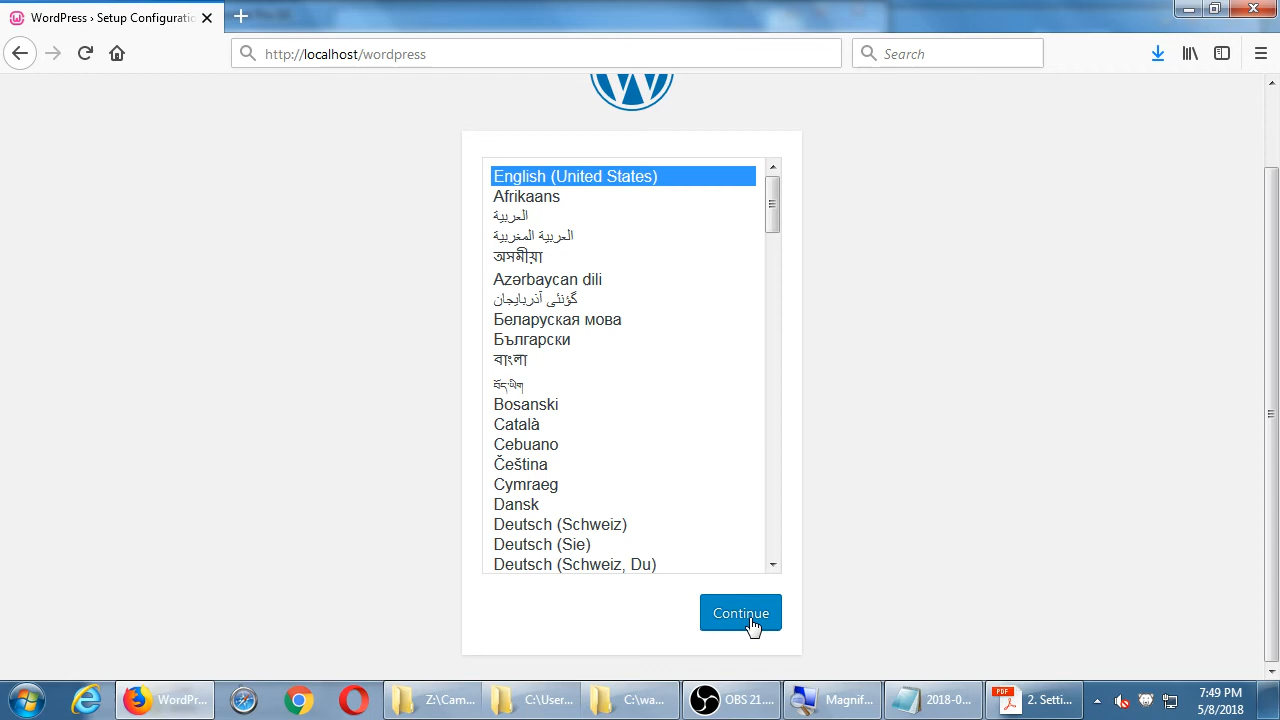 WordPress › Setup Configuratio
http://localhost/wordpress
Search
English (United States)
Afrikaans
العربية
العربية المغربية
অসমীয়া
Azərbaycan dili
گؤنئی آذربایجان
Беларуская мова
Български
বাংলা
བོད་ཡིག
Bosanski
Català
Cebuano
Čeština
Cymraeg
Dansk
Deutsch (Schweiz)
Deutsch (Sie)
Deutsch (Schweiz, Du)
Continue
WordPr...
Z:\Cam...
C:\User...
C:\wa...
OBS 21....
Magnif...
2018-0...
2. Setti...
7:49 PM
5/8/2018